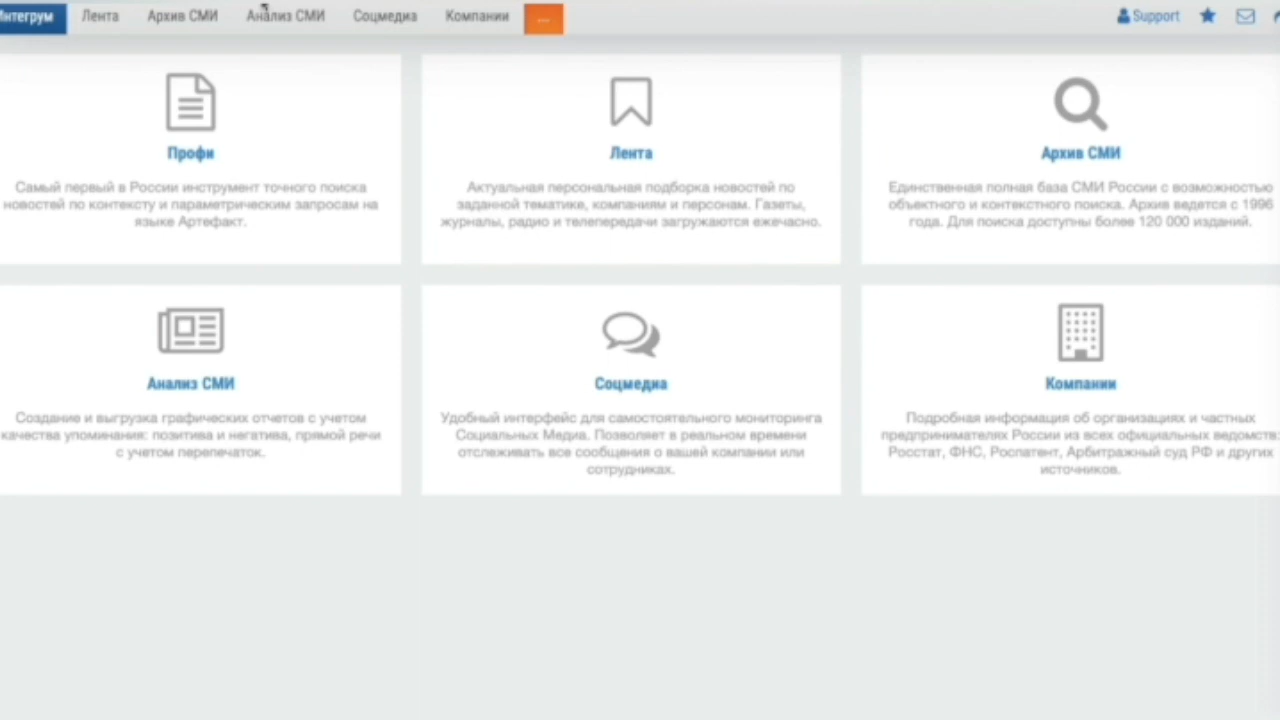 Интегрум Лента Архив СМИ Анализ СМИ Соцмедиа Компании ... Support
Профи
Самый первый в России инструмент точного поиска
новостей по контексту и параметрическим запросам на
языке Артефакт.
Лента
Актуальная персональная подборка новостей по
заданной тематике, компаниям и персонам. Газеты,
журналы, радио и телепередачи загружаются ежечасно.
Архив СМИ
Единственная полная база СМИ России с возможностью
объектного и контекстного поиска. Архив ведется с 1996
года. Для поиска доступны более 120 000 изданий.
Анализ СМИ
Создание и выгрузка графических отчетов с учетом
качества упоминания: позитива и негатива, прямой речи
с учетом перепечаток.
Соцмедиа
Удобный интерфейс для самостоятельного мониторинга
Социальных Медиа. Позволяет в реальном времени
отслеживать все сообщения о вашей компании или
сотрудниках.
Компании
Подробная информация об организациях и частных
предпринимателях России из всех официальных ведомств:
Росстат, ФНС, Роспатент, Арбитражный суд РФ и других
источников.